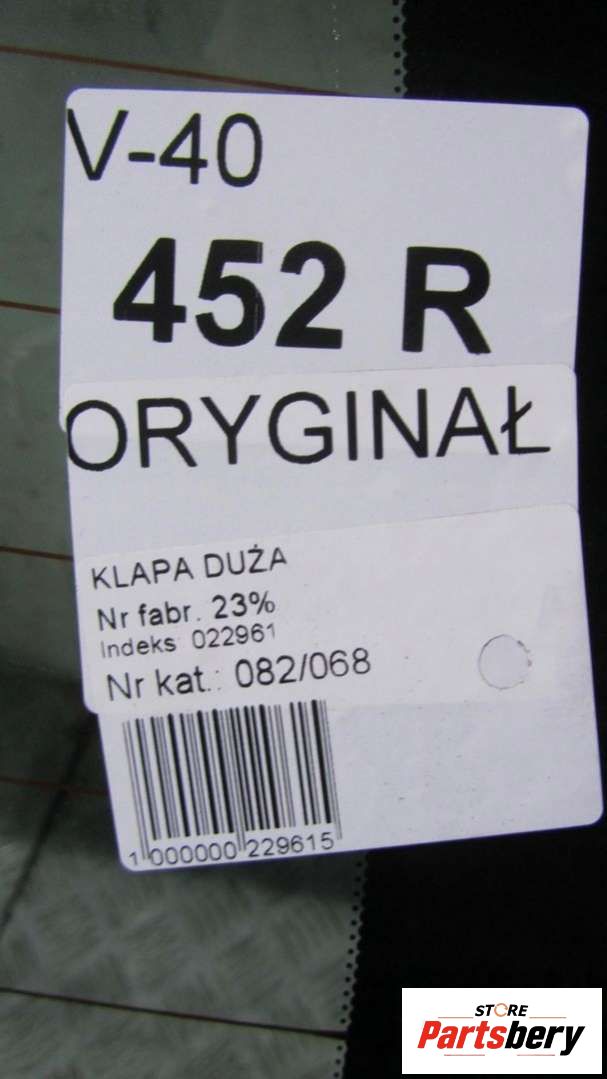 V-40
452 R
ORYGINAŁ
KLAPA DUŻA
Nr fabr. 23%
Indeks 022961
Nr kat.: 082/068
1 000000 229615
STORE
Partsbery